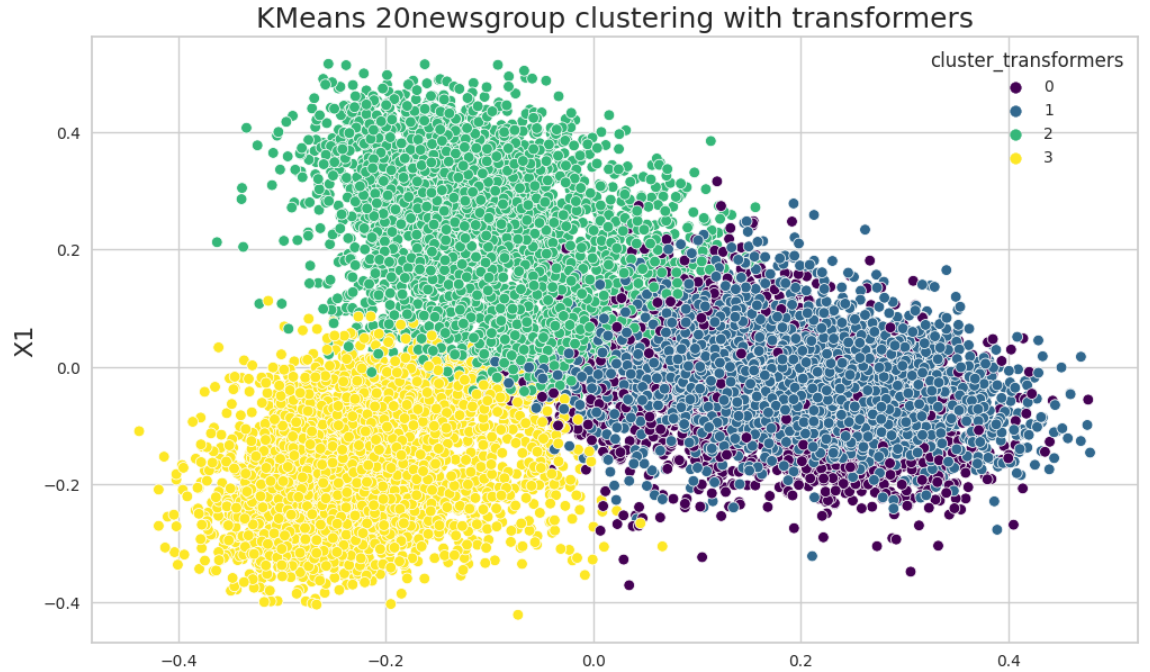 KMeans 20newsgroup clustering with transformers
cluster_transformers
0
1
2
3
0.4
0.2
0.0
−0.2
−0.4
X1
−0.4 −0.2 0.0 0.2 0.4